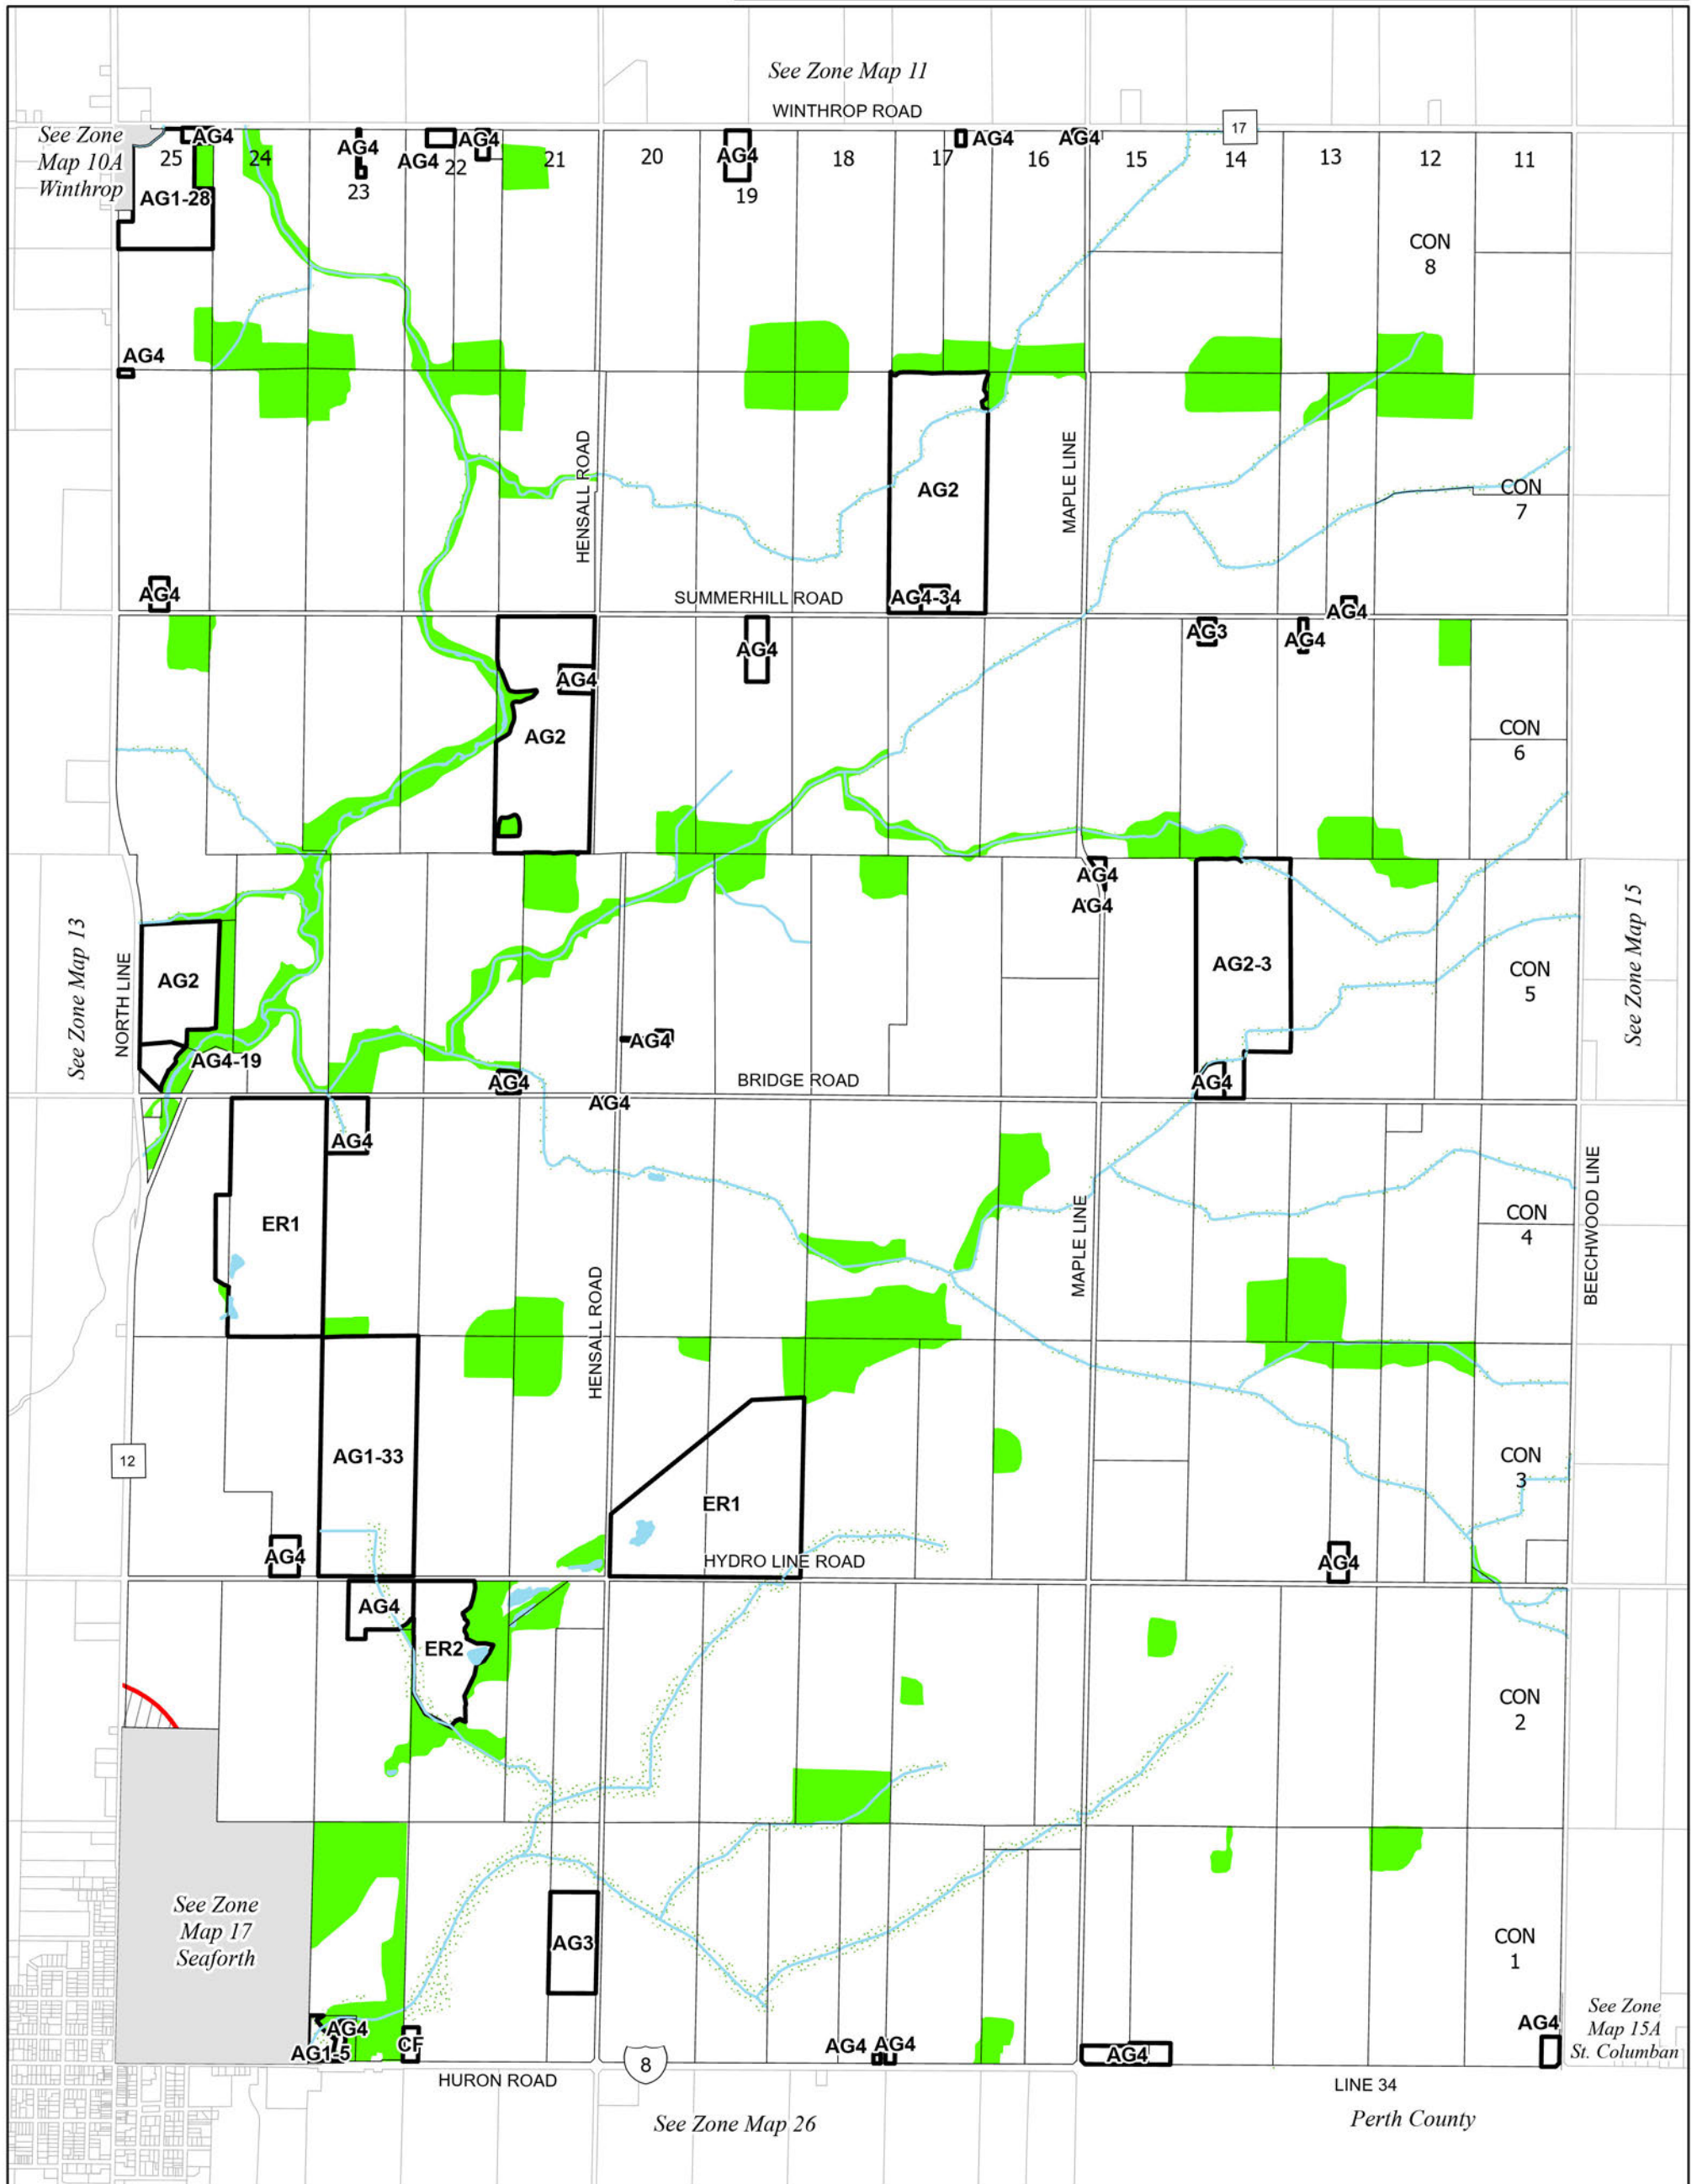 See Zone Map 11
WINTHROP ROAD
17
See Zone
Map 10A
Winthrop
AG4
AG4
AG4
AG4
AG4
AG4
AG4
25
24
23
22
21
20
19
18
17
16
15
14
13
12
11
AG1-28
CON
8
AG4
HENSALL ROAD
MAPLE LINE
AG2
CON
7
AG4
SUMMERHILL ROAD
AG4-34
AG4
AG3
AG4
AG4
AG4
AG2
CON
6
AG4
AG4
See Zone Map 13
NORTH LINE
AG2
AG2-3
CON
5
See Zone Map 15
AG4
AG4-19
AG4
BRIDGE ROAD
AG4
AG4
AG4
ER1
MAPLE LINE
CON
4
BEECHWOOD LINE
HENSALL ROAD
12
AG1-33
ER1
CON
3
AG4
HYDRO LINE ROAD
AG4
AG4
ER2
CON
2
See Zone
Map 17
Seaforth
AG3
CON
1
AG4
AG1-5
CF
AG4
AG4
AG4
AG4
See Zone
Map 15A
St. Columban
8
HURON ROAD
LINE 34
See Zone Map 26
Perth County